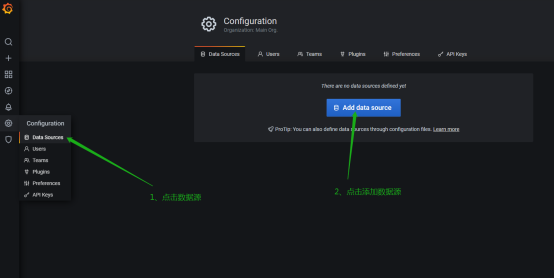 Configuration
Organization: Main Org.
Data Sources
Users
Teams
Plugins
Preferences
API Keys
There are no data sources defined yet
Add data source
ProTip: You can also define data sources through configuration files. Learn more
Configuration
Data Sources
Users
Teams
Plugins
Preferences
API Keys
1、点击数据源
2、点击添加数据源